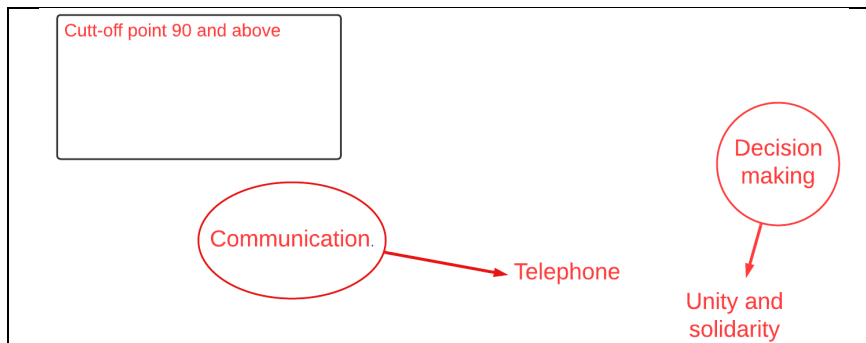 Cutt-off point 90 and above
Decision
making
Communication.
Telephone
Unity and
solidarity